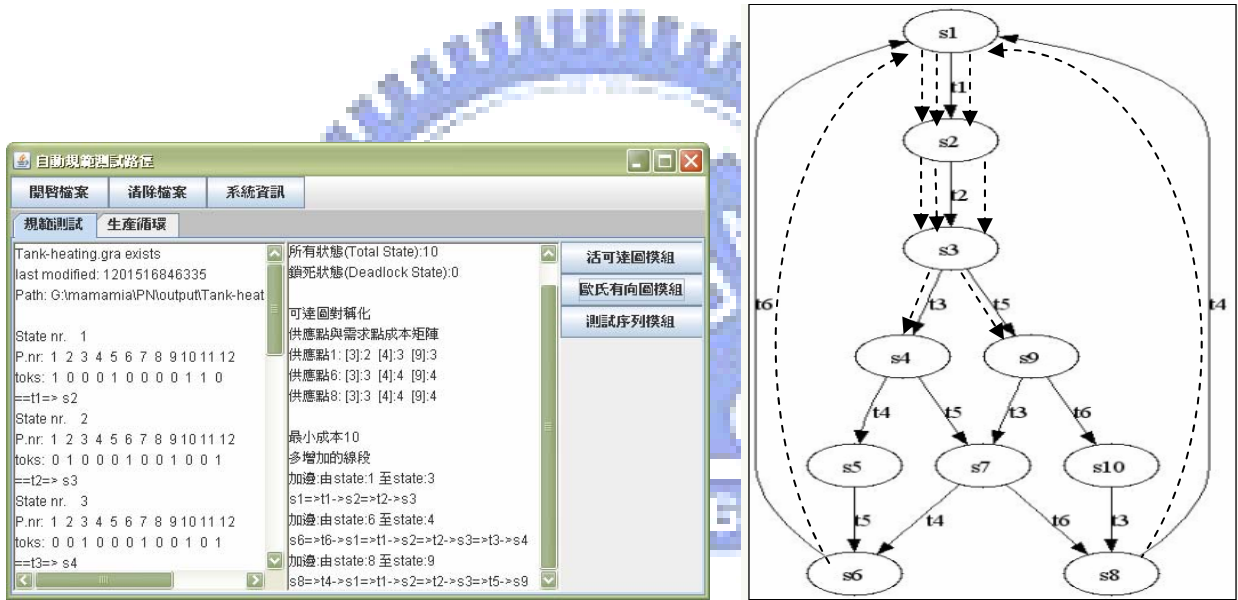 自動規範測試路徑
開啓檔案 清除檔案 系統資訊
規範測試 生產循環
Tank-heating.gra exists
last modified: 1201516846335
Path: G:\mamamia\PN\output\Tank-heat
State nr. 1
P.nr: 1 2 3 4 5 6 7 8 9 10 11 12
toks: 1 0 0 0 1 0 0 0 0 1 1 0
==t1=> s2
State nr. 2
P.nr: 1 2 3 4 5 6 7 8 9 10 11 12
toks: 0 1 0 0 0 1 0 0 1 0 0 1
==t2=> s3
State nr. 3
P.nr: 1 2 3 4 5 6 7 8 9 10 11 12
toks: 0 0 1 0 0 0 1 0 0 1 0 1
==t3=> s4
所有狀態(Total State):10
鎖死狀態(Deadlock State):0
可達圖對稱化
供應點與需求點成本矩陣
供應點1: [3]:2 [4]:3 [9]:3
供應點6: [3]:3 [4]:4 [9]:4
供應點8: [3]:3 [4]:4 [9]:4
最小成本10
多增加的線段
加邊:由state:1 至state:3
s1=>t1->s2=>t2->s3
加邊:由state:6 至state:4
s6=>t6->s1=>t1->s2=>t2->s3=>t3->s4
加邊:由state:8 至state:9
s8=>t4->s1=>t1->s2=>t2->s3=>t5->s9
活可達圖模組
歐氏有向圖模組
測試序列模組
s1
t1
s2
t2
s3
t6 t3 t5 t4
s4 s9
t4 t5 t3 t6
s5 s7 s10
t5 t4 t6 t3
s6 s8